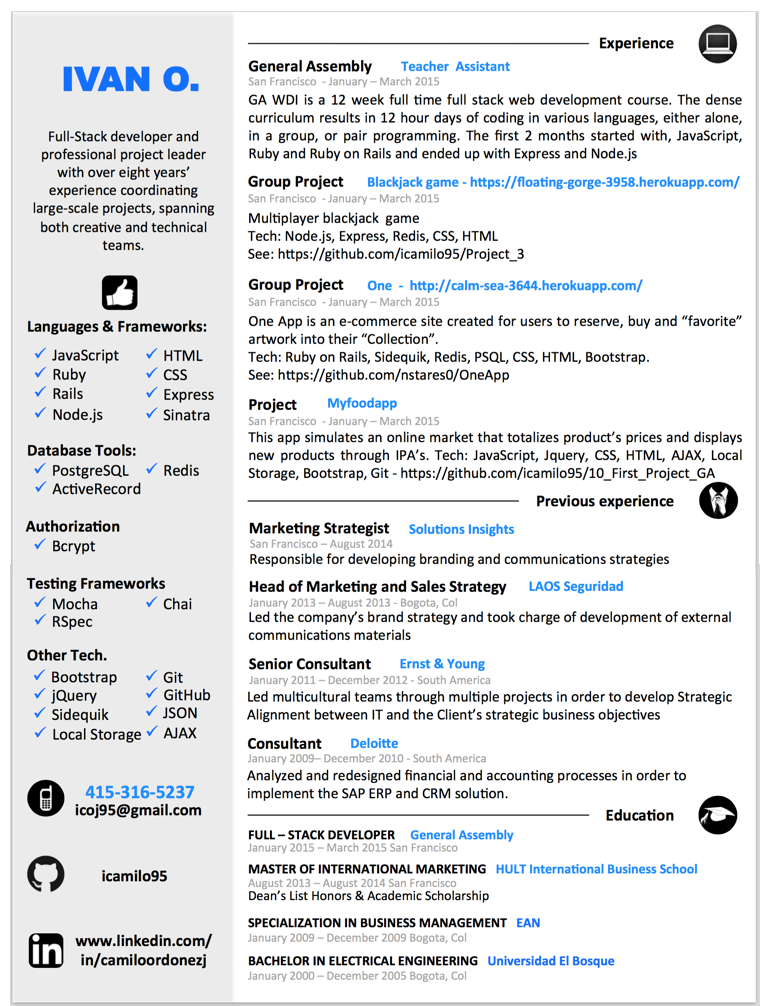 IVAN O.
Full-Stack developer and
professional project leader
with over eight years’
experience coordinating
large-scale projects, spanning
both creative and technical
teams.
Languages & Frameworks:
✓ JavaScript ✓ HTML
✓ Ruby ✓ CSS
✓ Rails ✓ Express
✓ Node.js ✓ Sinatra
Database Tools:
✓ PostgreSQL ✓ Redis
✓ ActiveRecord
Authorization
✓ Bcrypt
Testing Frameworks
✓ Mocha ✓ Chai
✓ RSpec
Other Tech.
✓ Bootstrap ✓ Git
✓ jQuery ✓ GitHub
✓ Sidequik ✓ JSON
✓ Local Storage ✓ AJAX
415-316-5237
icoj95@gmail.com
icamilo95
www.linkedin.com/
in/camiloordonezj
Experience
General Assembly Teacher Assistant
San Francisco - January – March 2015
GA WDI is a 12 week full time full stack web development course. The dense
curriculum results in 12 hour days of coding in various languages, either alone,
in a group, or pair programming. The first 2 months started with, JavaScript,
Ruby and Ruby on Rails and ended up with Express and Node.js
Group Project Blackjack game - https://floating-gorge-3958.herokuapp.com/
San Francisco - January – March 2015
Multiplayer blackjack game
Tech: Node.js, Express, Redis, CSS, HTML
See: https://github.com/icamilo95/Project_3
Group Project One - http://calm-sea-3644.herokuapp.com/
San Francisco - January – March 2015
One App is an e-commerce site created for users to reserve, buy and “favorite”
artwork into their “Collection”.
Tech: Ruby on Rails, Sidequik, Redis, PSQL, CSS, HTML, Bootstrap.
See: https://github.com/nstares0/OneApp
Project Myfoodapp
San Francisco - January – March 2015
This app simulates an online market that totalizes product’s prices and displays
new products through IPA’s. Tech: JavaScript, Jquery, CSS, HTML, AJAX, Local
Storage, Bootstrap, Git - https://github.com/icamilo95/10_First_Project_GA
Previous experience
Marketing Strategist Solutions Insights
San Francisco – August 2014
Responsible for developing branding and communications strategies
Head of Marketing and Sales Strategy LAOS Seguridad
January 2013 – August 2013 - Bogota, Col
Led the company’s brand strategy and took charge of development of external
communications materials
Senior Consultant Ernst & Young
January 2011 – December 2012 - South America
Led multicultural teams through multiple projects in order to develop Strategic
Alignment between IT and the Client’s strategic business objectives
Consultant Deloitte
January 2009– December 2010 - South America
Analyzed and redesigned financial and accounting processes in order to
implement the SAP ERP and CRM solution.
Education
FULL – STACK DEVELOPER General Assembly
January 2015 – March 2015 San Francisco
MASTER OF INTERNATIONAL MARKETING HULT International Business School
August 2013 – August 2014 San Francisco
Dean’s List Honors & Academic Scholarship
SPECIALIZATION IN BUSINESS MANAGEMENT EAN
January 2009 – December 2009 Bogota, Col
BACHELOR IN ELECTRICAL ENGINEERING Universidad El Bosque
January 2000 – December 2005 Bogota, Col